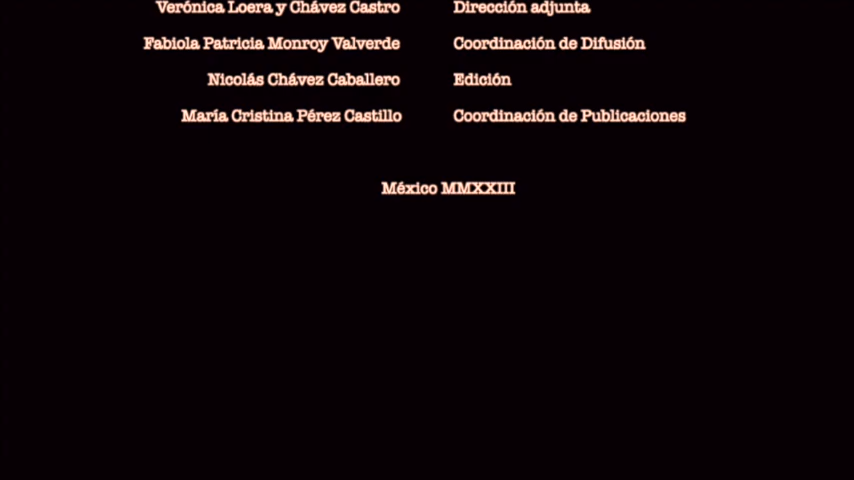 Verónica Loera y Chávez Castro Dirección adjunta
Fabiola Patricia Monroy Valverde Coordinación de Difusión
Nicolás Chávez Caballero Edición
María Cristina Pérez Castillo Coordinación de Publicaciones
México MMXXIII